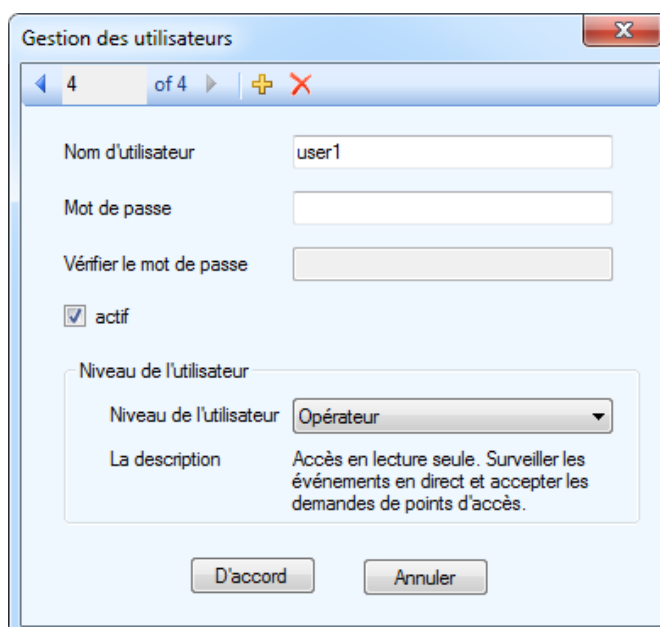 Gestion des utilisateurs
4 of 4
Nom d'utilisateur user1
Mot de passe
Vérifier le mot de passe
actif
Niveau de l'utilisateur
Niveau de l'utilisateur Opérateur
La description Accès en lecture seule. Surveiller les
événements en direct et accepter les
demandes de points d'accès.
D'accord Annuler